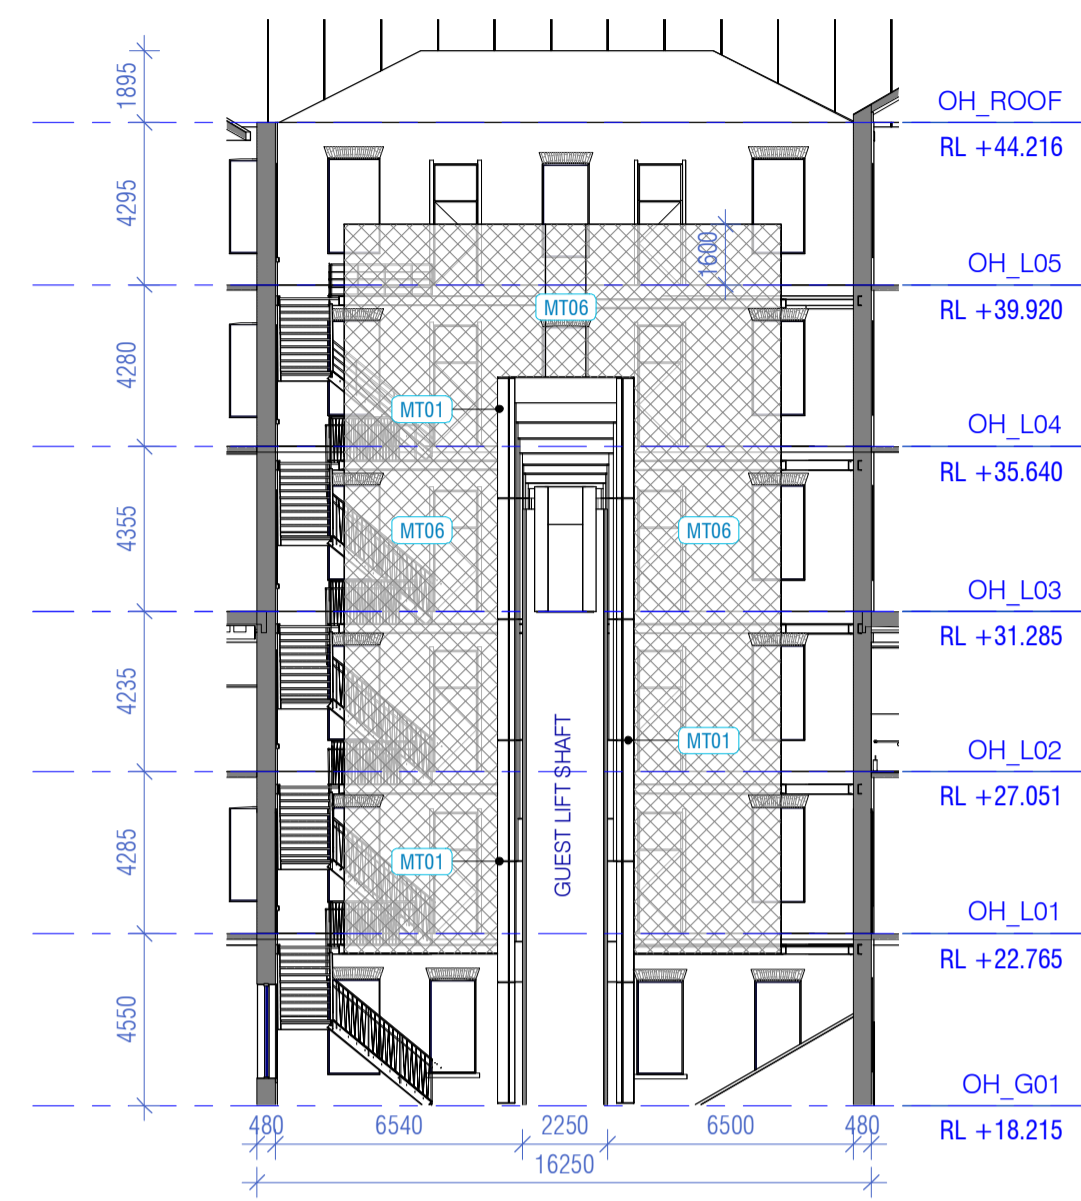 1895
OH_ROOF
RL +44.216
4295
1600
OH_L05
RL +39.920
MT06
4280
MT01
OH_L04
RL +35.640
4355
MT06
MT06
OH_L03
RL +31.285
4235
MT01
OH_L02
RL +27.051
GUEST LIFT SHAFT
4285
MT01
OH_L01
RL +22.765
4550
OH_G01
RL +18.215
480 6540 2250 6500 480
16250